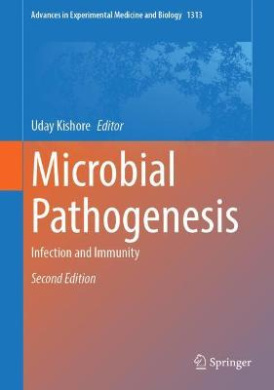 Advances in Experimental Medicine and Biology 1313
Uday Kishore Editor
Microbial
Pathogenesis
Infection and Immunity
Second Edition
Springer